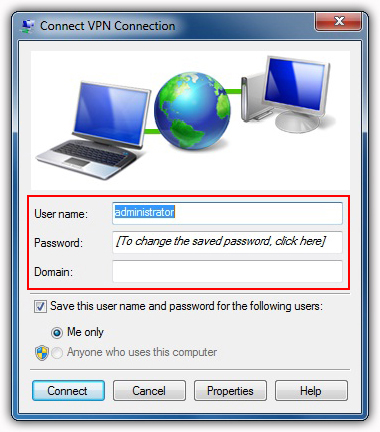 Connect VPN Connection
User name: administrator
Password: [To change the saved password, click here]
Domain:
Save this user name and password for the following users:
Me only
Anyone who uses this computer
Connect Cancel Properties Help